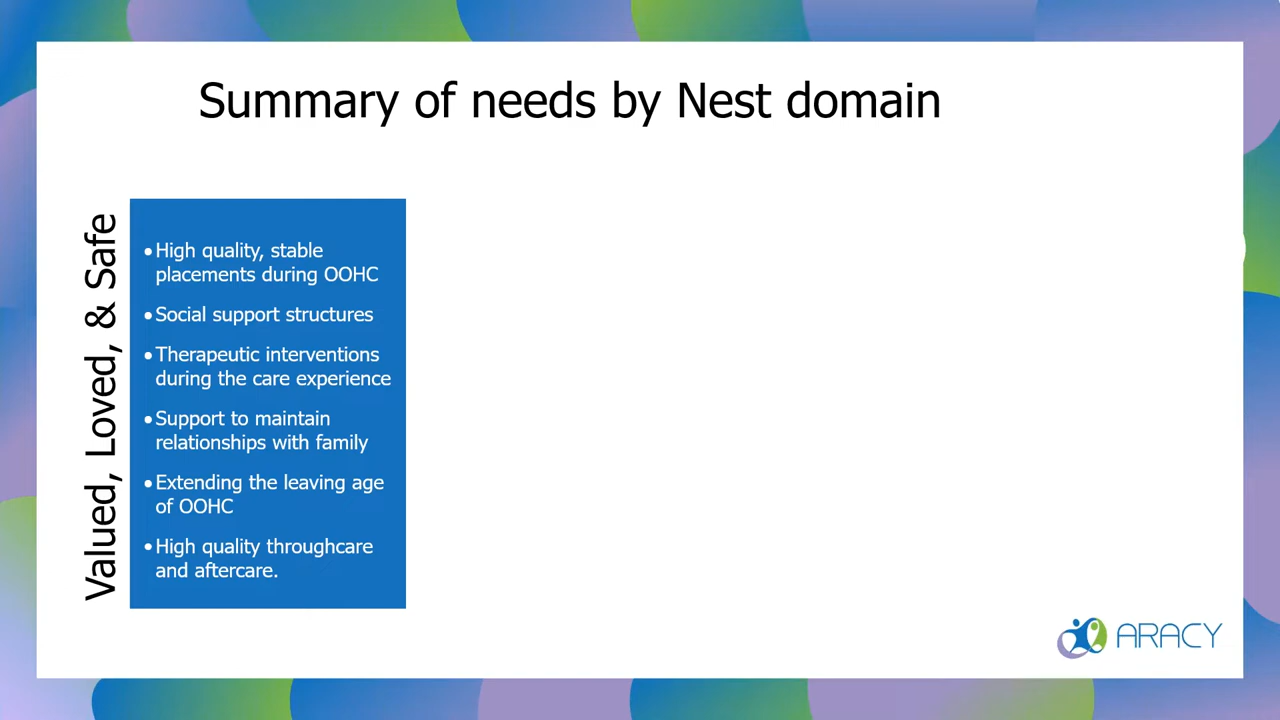 Summary of needs by Nest domain
Valued, Loved, & Safe
•High quality, stable
placements during OOHC
•Social support structures
•Therapeutic interventions
during the care experience
•Support to maintain
relationships with family
•Extending the leaving age
of OOHC
•High quality throughcare
and aftercare.
ARACY